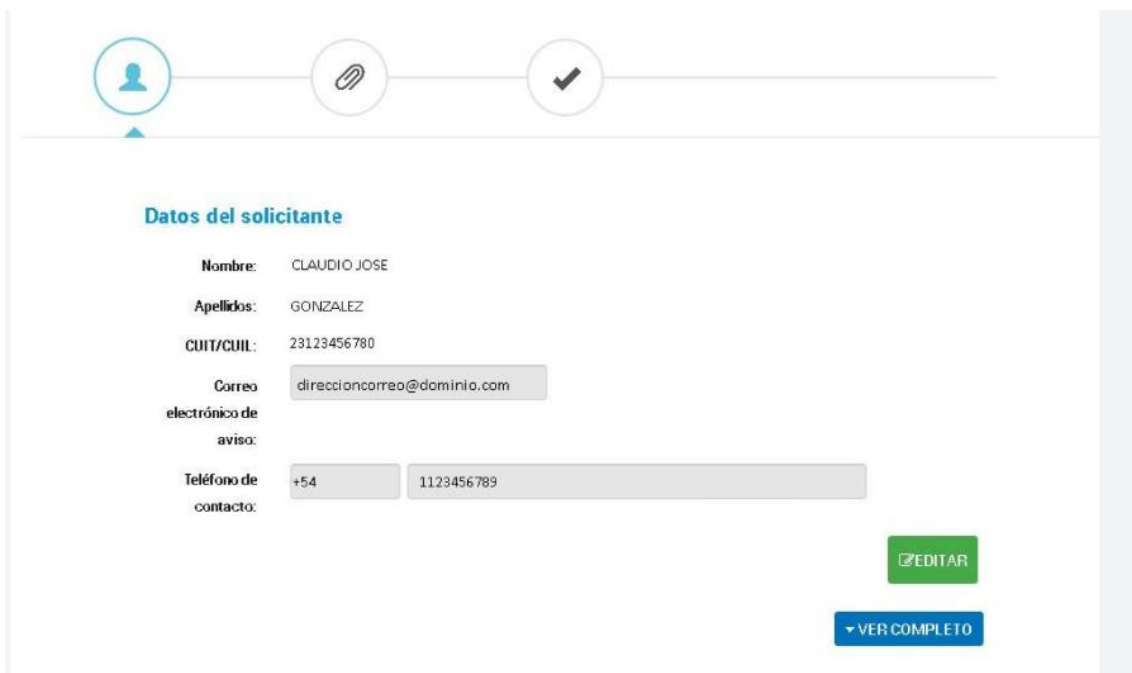 Datos del solicitante
Nombre: CLAUDIO JOSE
Apellidos: GONZALEZ
CUIT/CUIL: 23123456780
Correo electrónico de aviso: direccioncorreo@dominio.com
Teléfono de contacto: +54 1123456789
EDITAR
VER COMPLETO